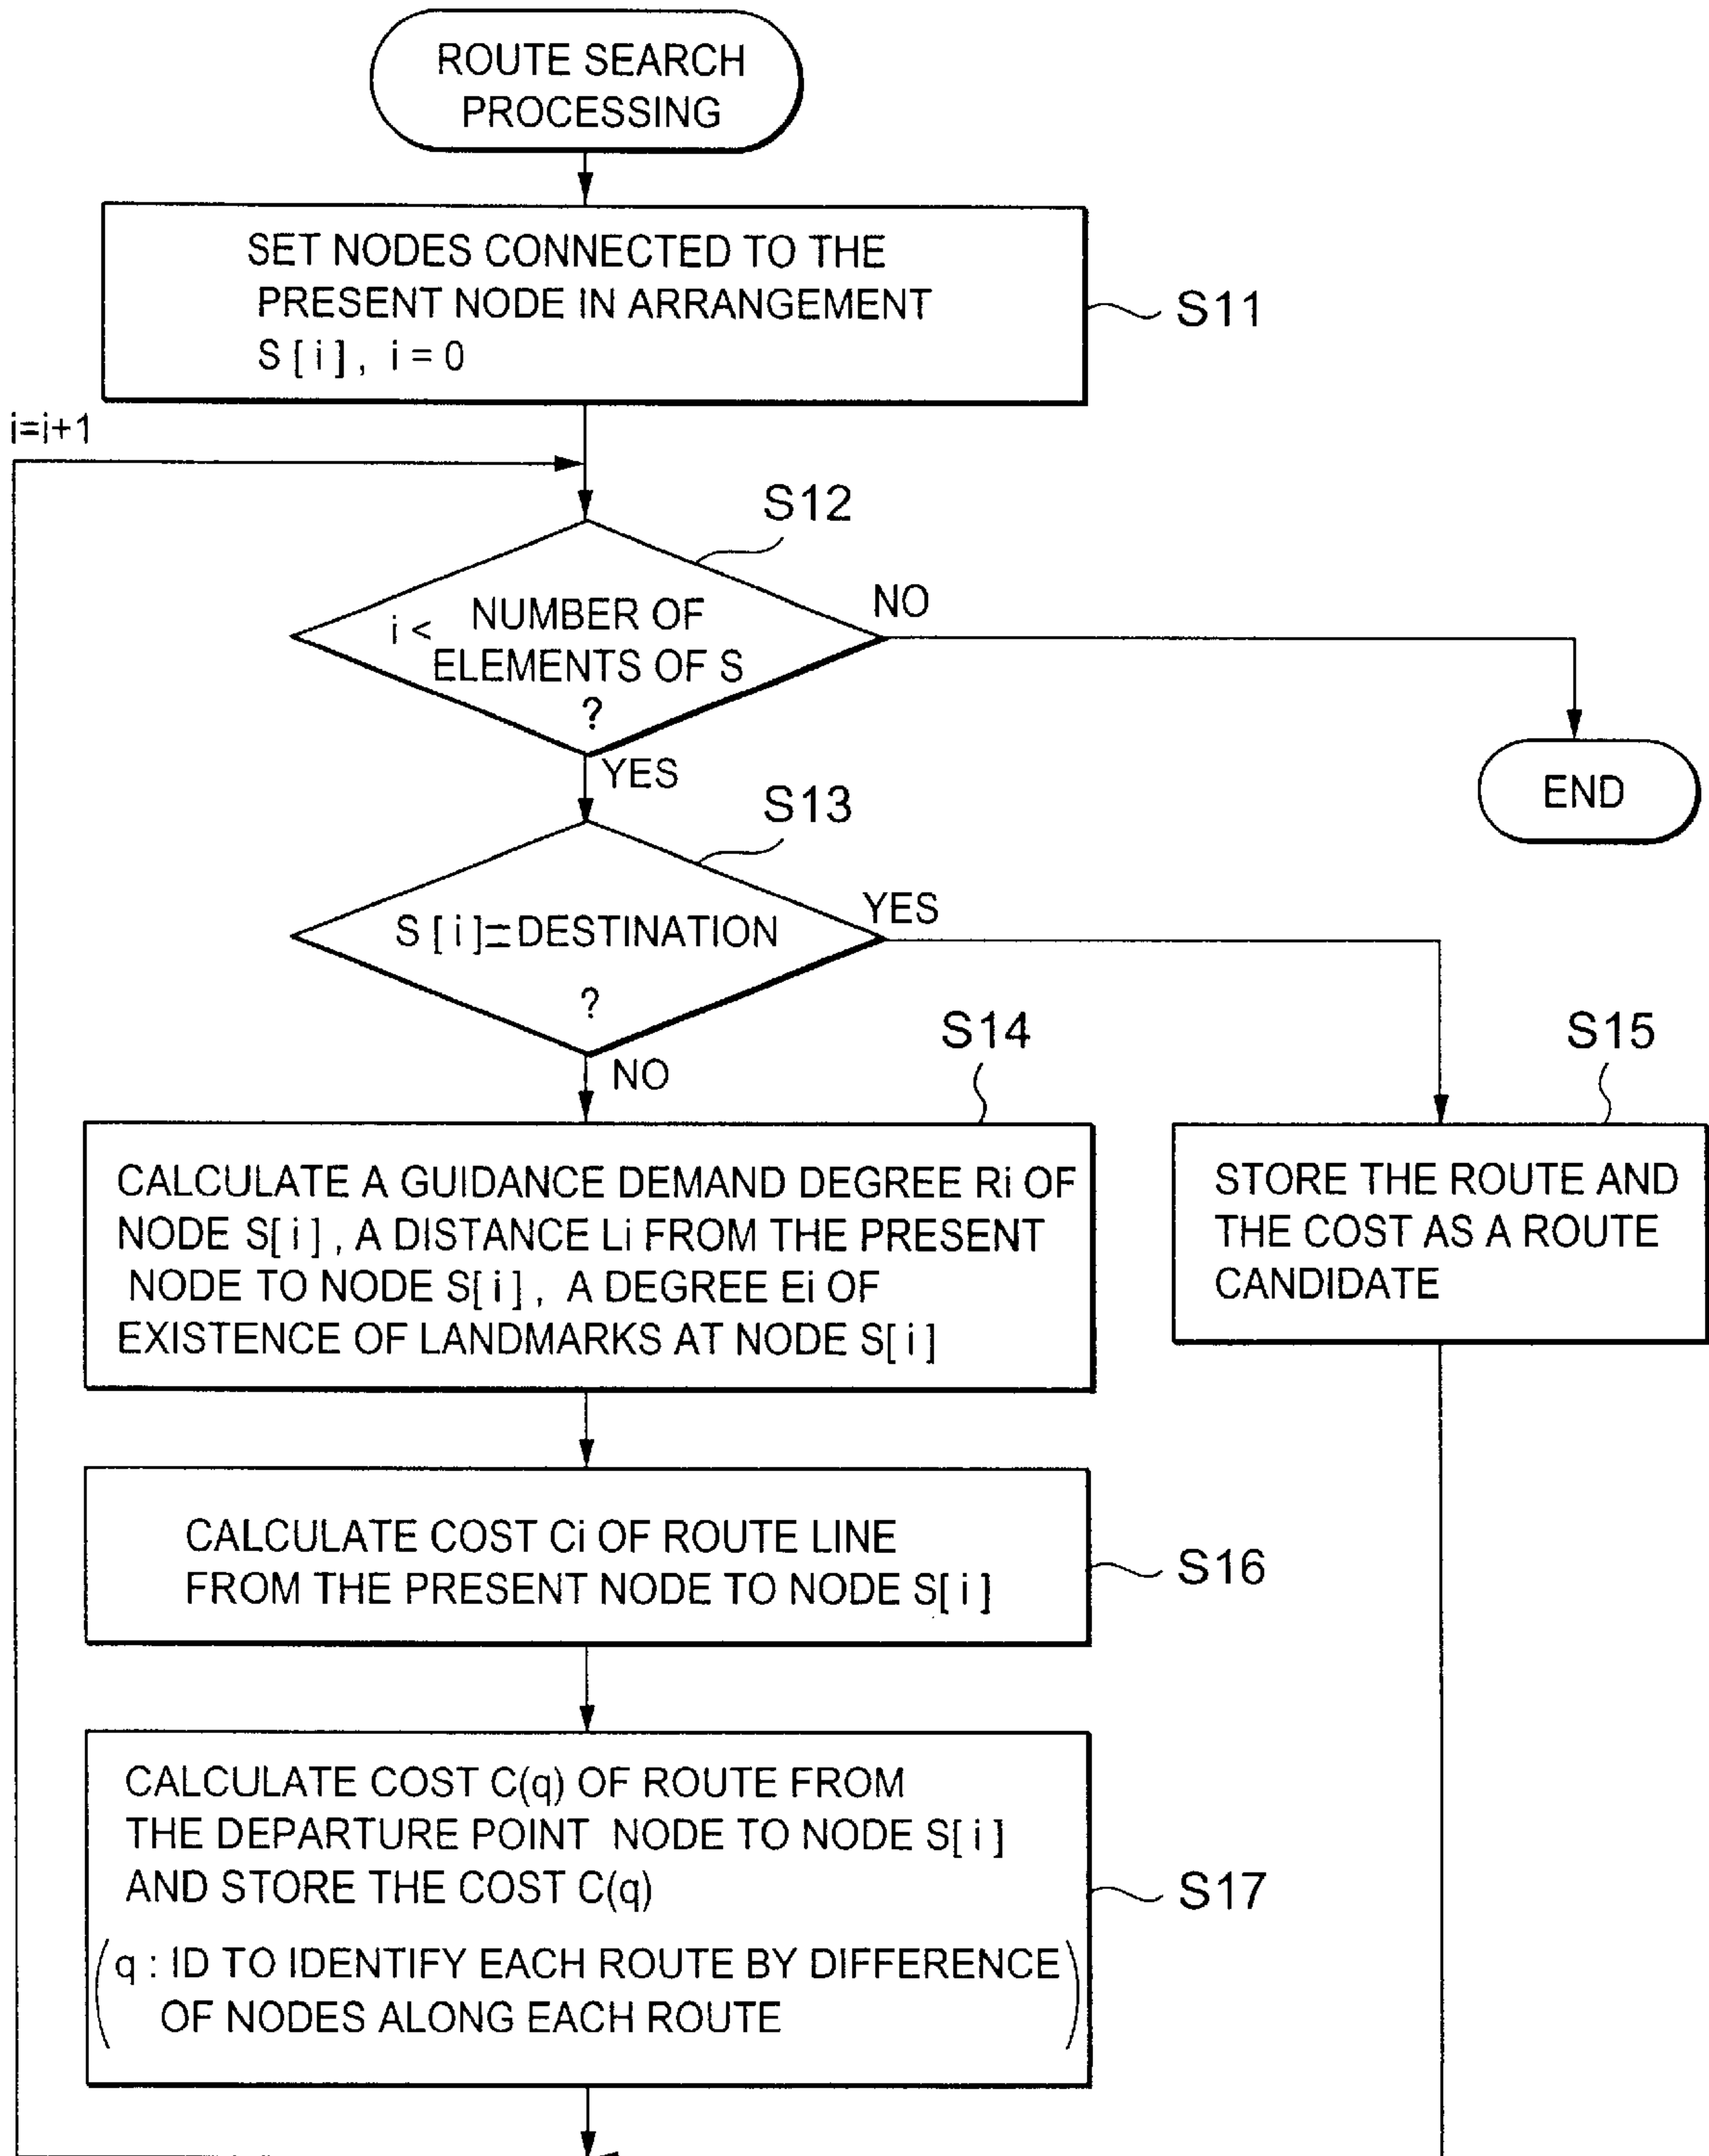 ROUTE SEARCH
PROCESSING
SET NODES CONNECTED TO THE
PRESENT NODE IN ARRANGEMENT
S [ i ] , i = 0
S11
i=i+1
S12
i < NUMBER OF
ELEMENTS OF S
?
NO
YES
END
S13
S [ i ]=DESTINATION
?
YES
NO
S14
S15
CALCULATE A GUIDANCE DEMAND DEGREE Ri OF
NODE S[ i ] , A DISTANCE Li FROM THE PRESENT
NODE TO NODE S[ i ] , A DEGREE Ei OF
EXISTENCE OF LANDMARKS AT NODE S[ i ]
STORE THE ROUTE AND
THE COST AS A ROUTE
CANDIDATE
CALCULATE COST Ci OF ROUTE LINE
FROM THE PRESENT NODE TO NODE S[ i ]
S16
CALCULATE COST C(q) OF ROUTE FROM
THE DEPARTURE POINT NODE TO NODE S[ i ]
AND STORE THE COST C(q)
(q : ID TO IDENTIFY EACH ROUTE BY DIFFERENCE
OF NODES ALONG EACH ROUTE)
S17